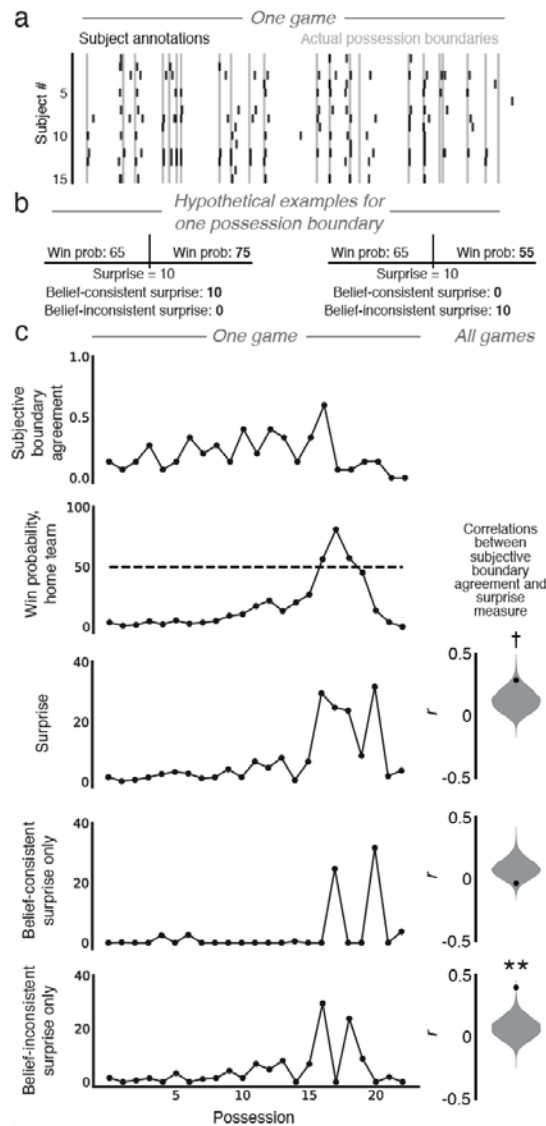 a
One game
Subject annotations
Actual possession boundaries
Subject #
5
10
15
b
Hypothetical examples for
one possession boundary
Win prob: 65
Win prob: 75
Surprise = 10
Belief-consistent surprise: 10
Belief-inconsistent surprise: 0
Win prob: 65
Win prob: 55
Surprise = 10
Belief-consistent surprise: 0
Belief-inconsistent surprise: 10
c
One game
All games
Subjective
boundary
agreement
1.0
0.5
0.0
Win probability,
home team
100
50
0
Correlations
between
subjective
boundary
agreement and
surprise
measure
Surprise
40
20
0
†
r
0.5
0
-0.5
Belief-consistent
surprise only
40
20
0
r
0.5
0
-0.5
Belief-inconsistent
surprise only
40
20
0
5
10
15
20
Possession
**
r
0.5
0
-0.5